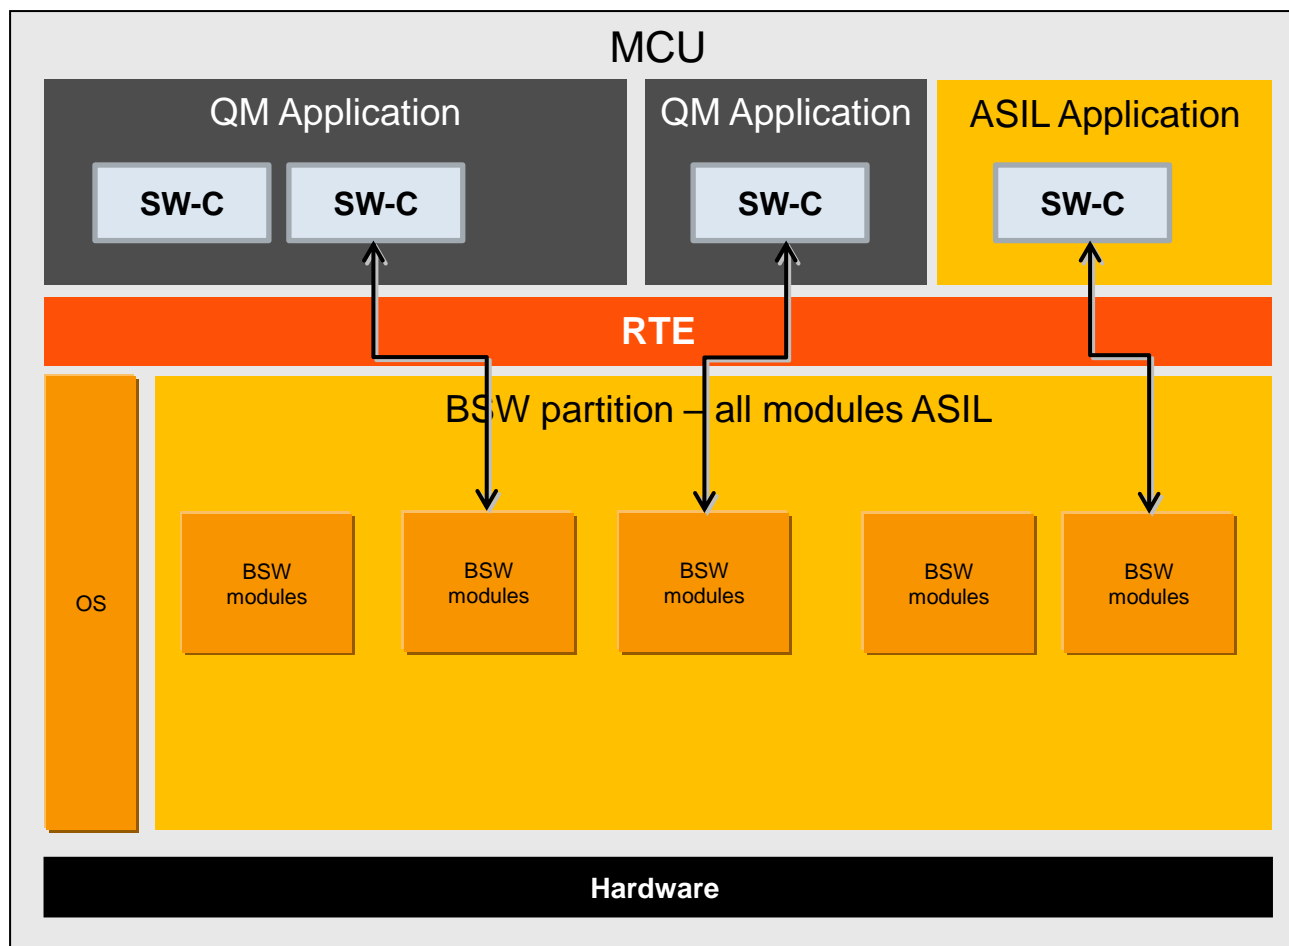 MCU
QM Application
QM Application
ASIL Application
SW-C
SW-C
SW-C
SW-C
RTE
BSW partition – all modules ASIL
OS
BSW
modules
BSW
modules
BSW
modules
BSW
modules
BSW
modules
Hardware